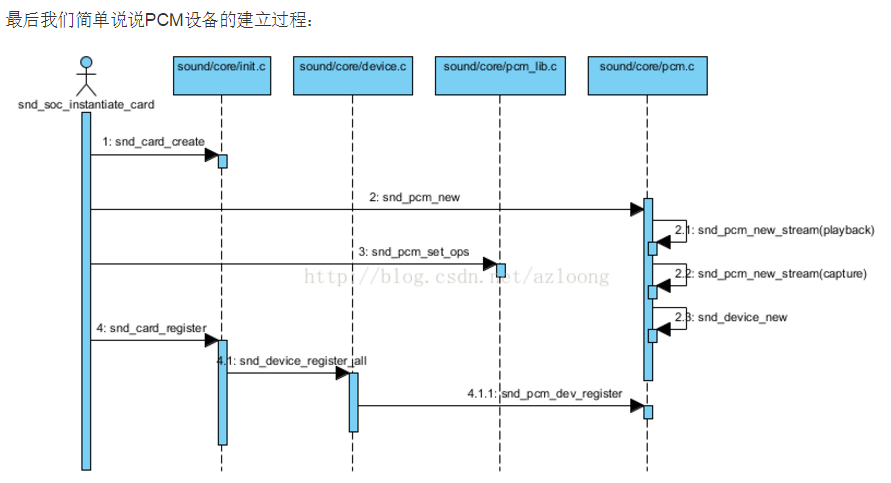 最后我们简单说说PCM设备的建立过程：
sound/core/init.c
sound/core/device.c
sound/core/pcm_lib.c
sound/core/pcm.c
snd_soc_instantiate_card
1: snd_card_create
2: snd_pcm_new
2.1: snd_pcm_new_stream(playback)
3: snd_pcm_set_ops
2.2: snd_pcm_new_stream(capture)
http://blog.csdn.net/azloong
2.3: snd_device_new
4: snd_card_register
4.1: snd_device_register_all
4.1.1: snd_pcm_dev_register